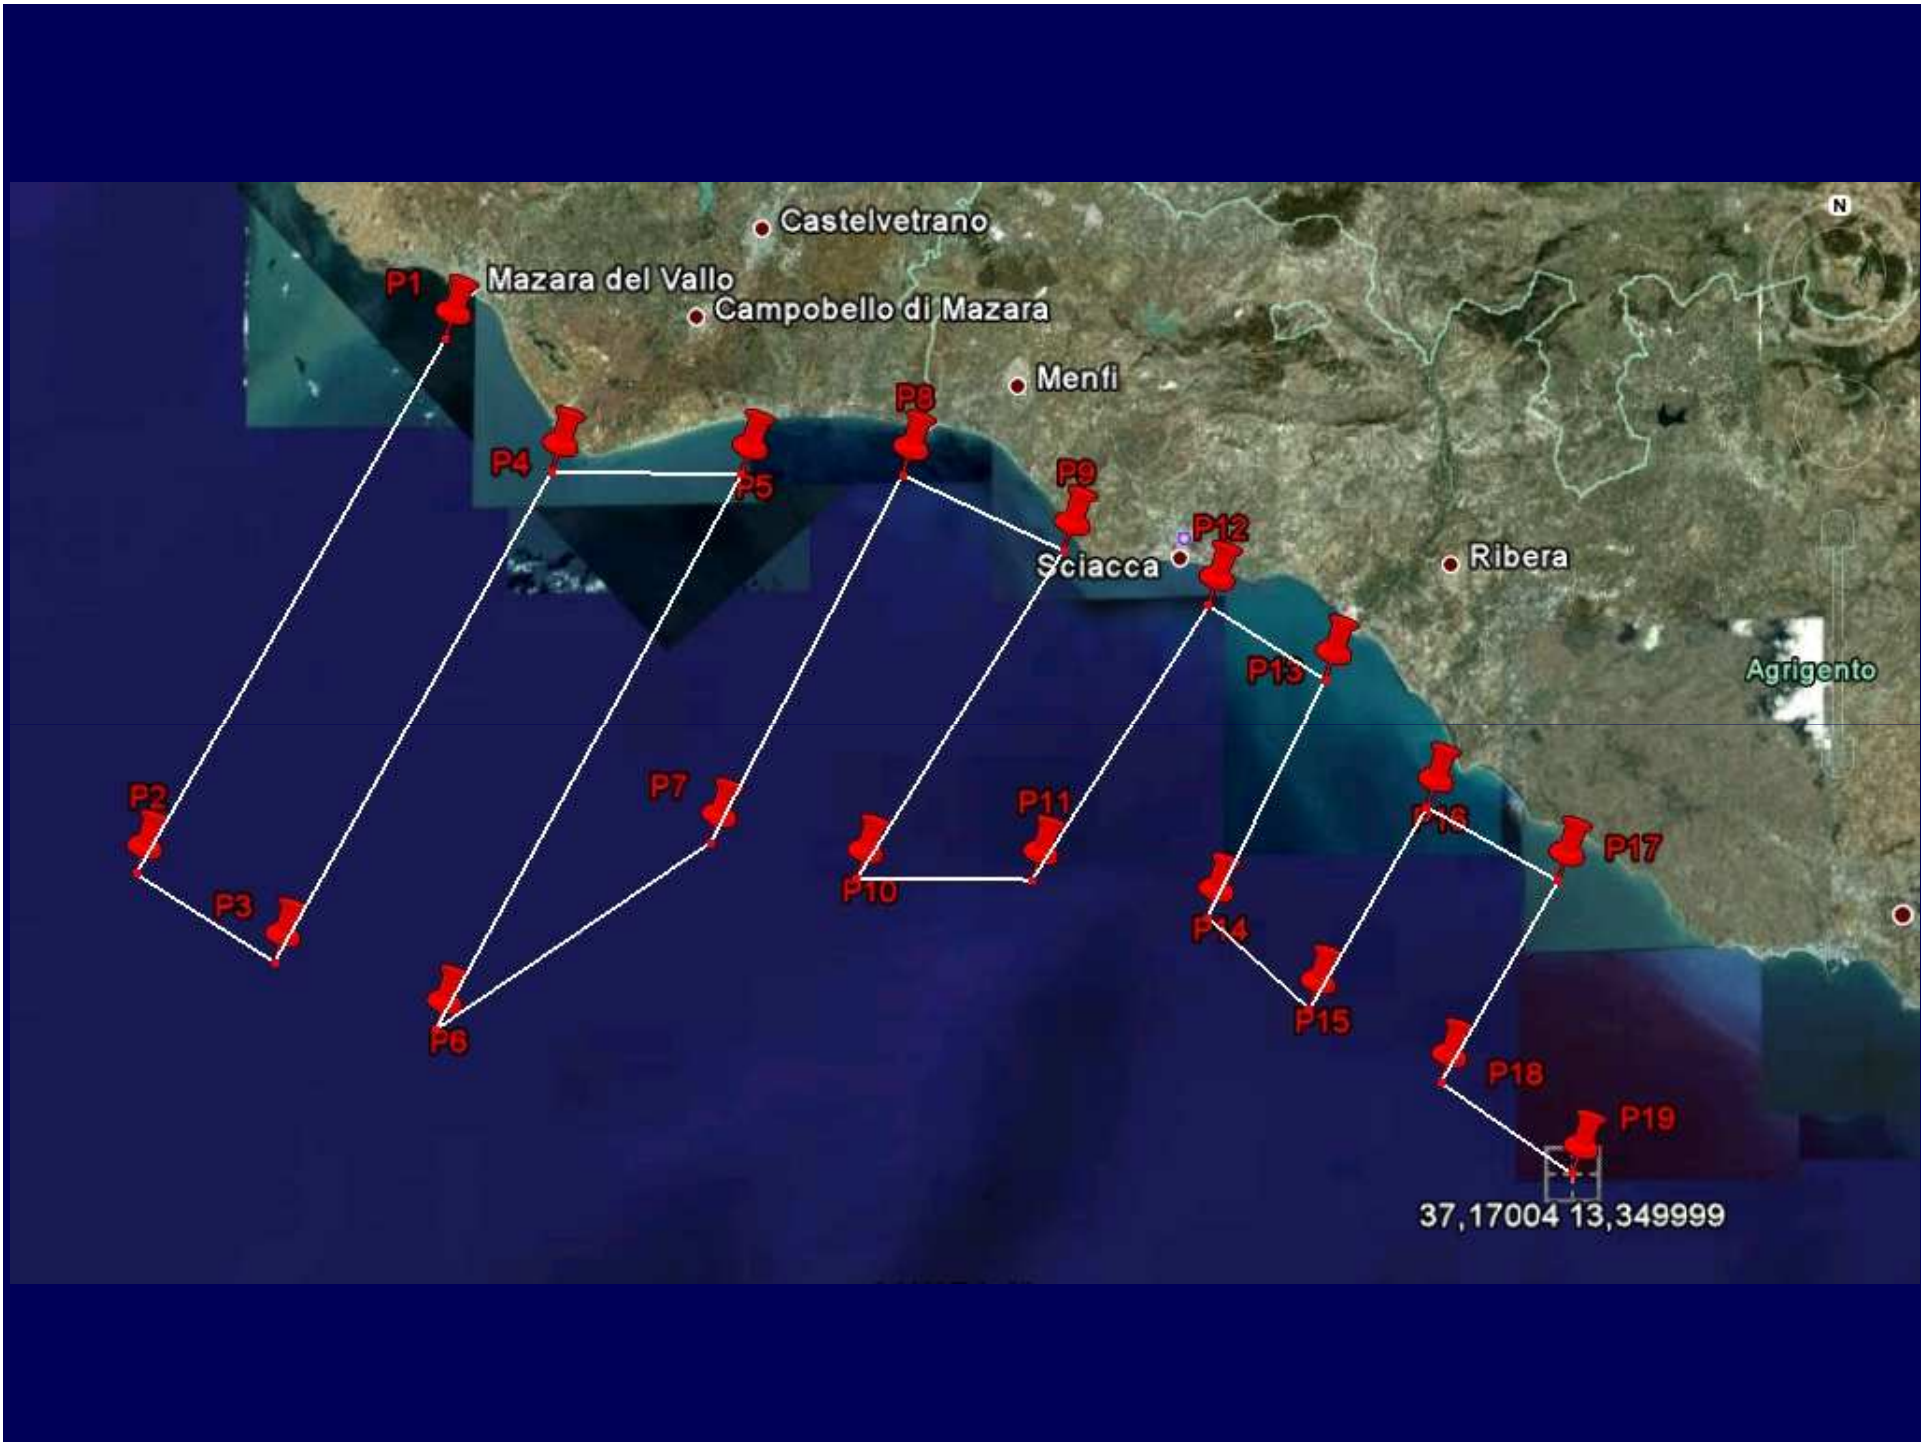 N
Castelvetrano
P1
Mazara del Vallo
Campobello di Mazara
Menfi
P8
P4
P5
P9
P12
Sciacca
Ribera
P13
Agrigento
P2
P7
P11
P16
P17
P10
P3
P14
P15
P6
P18
P19
37,17004 13,349999